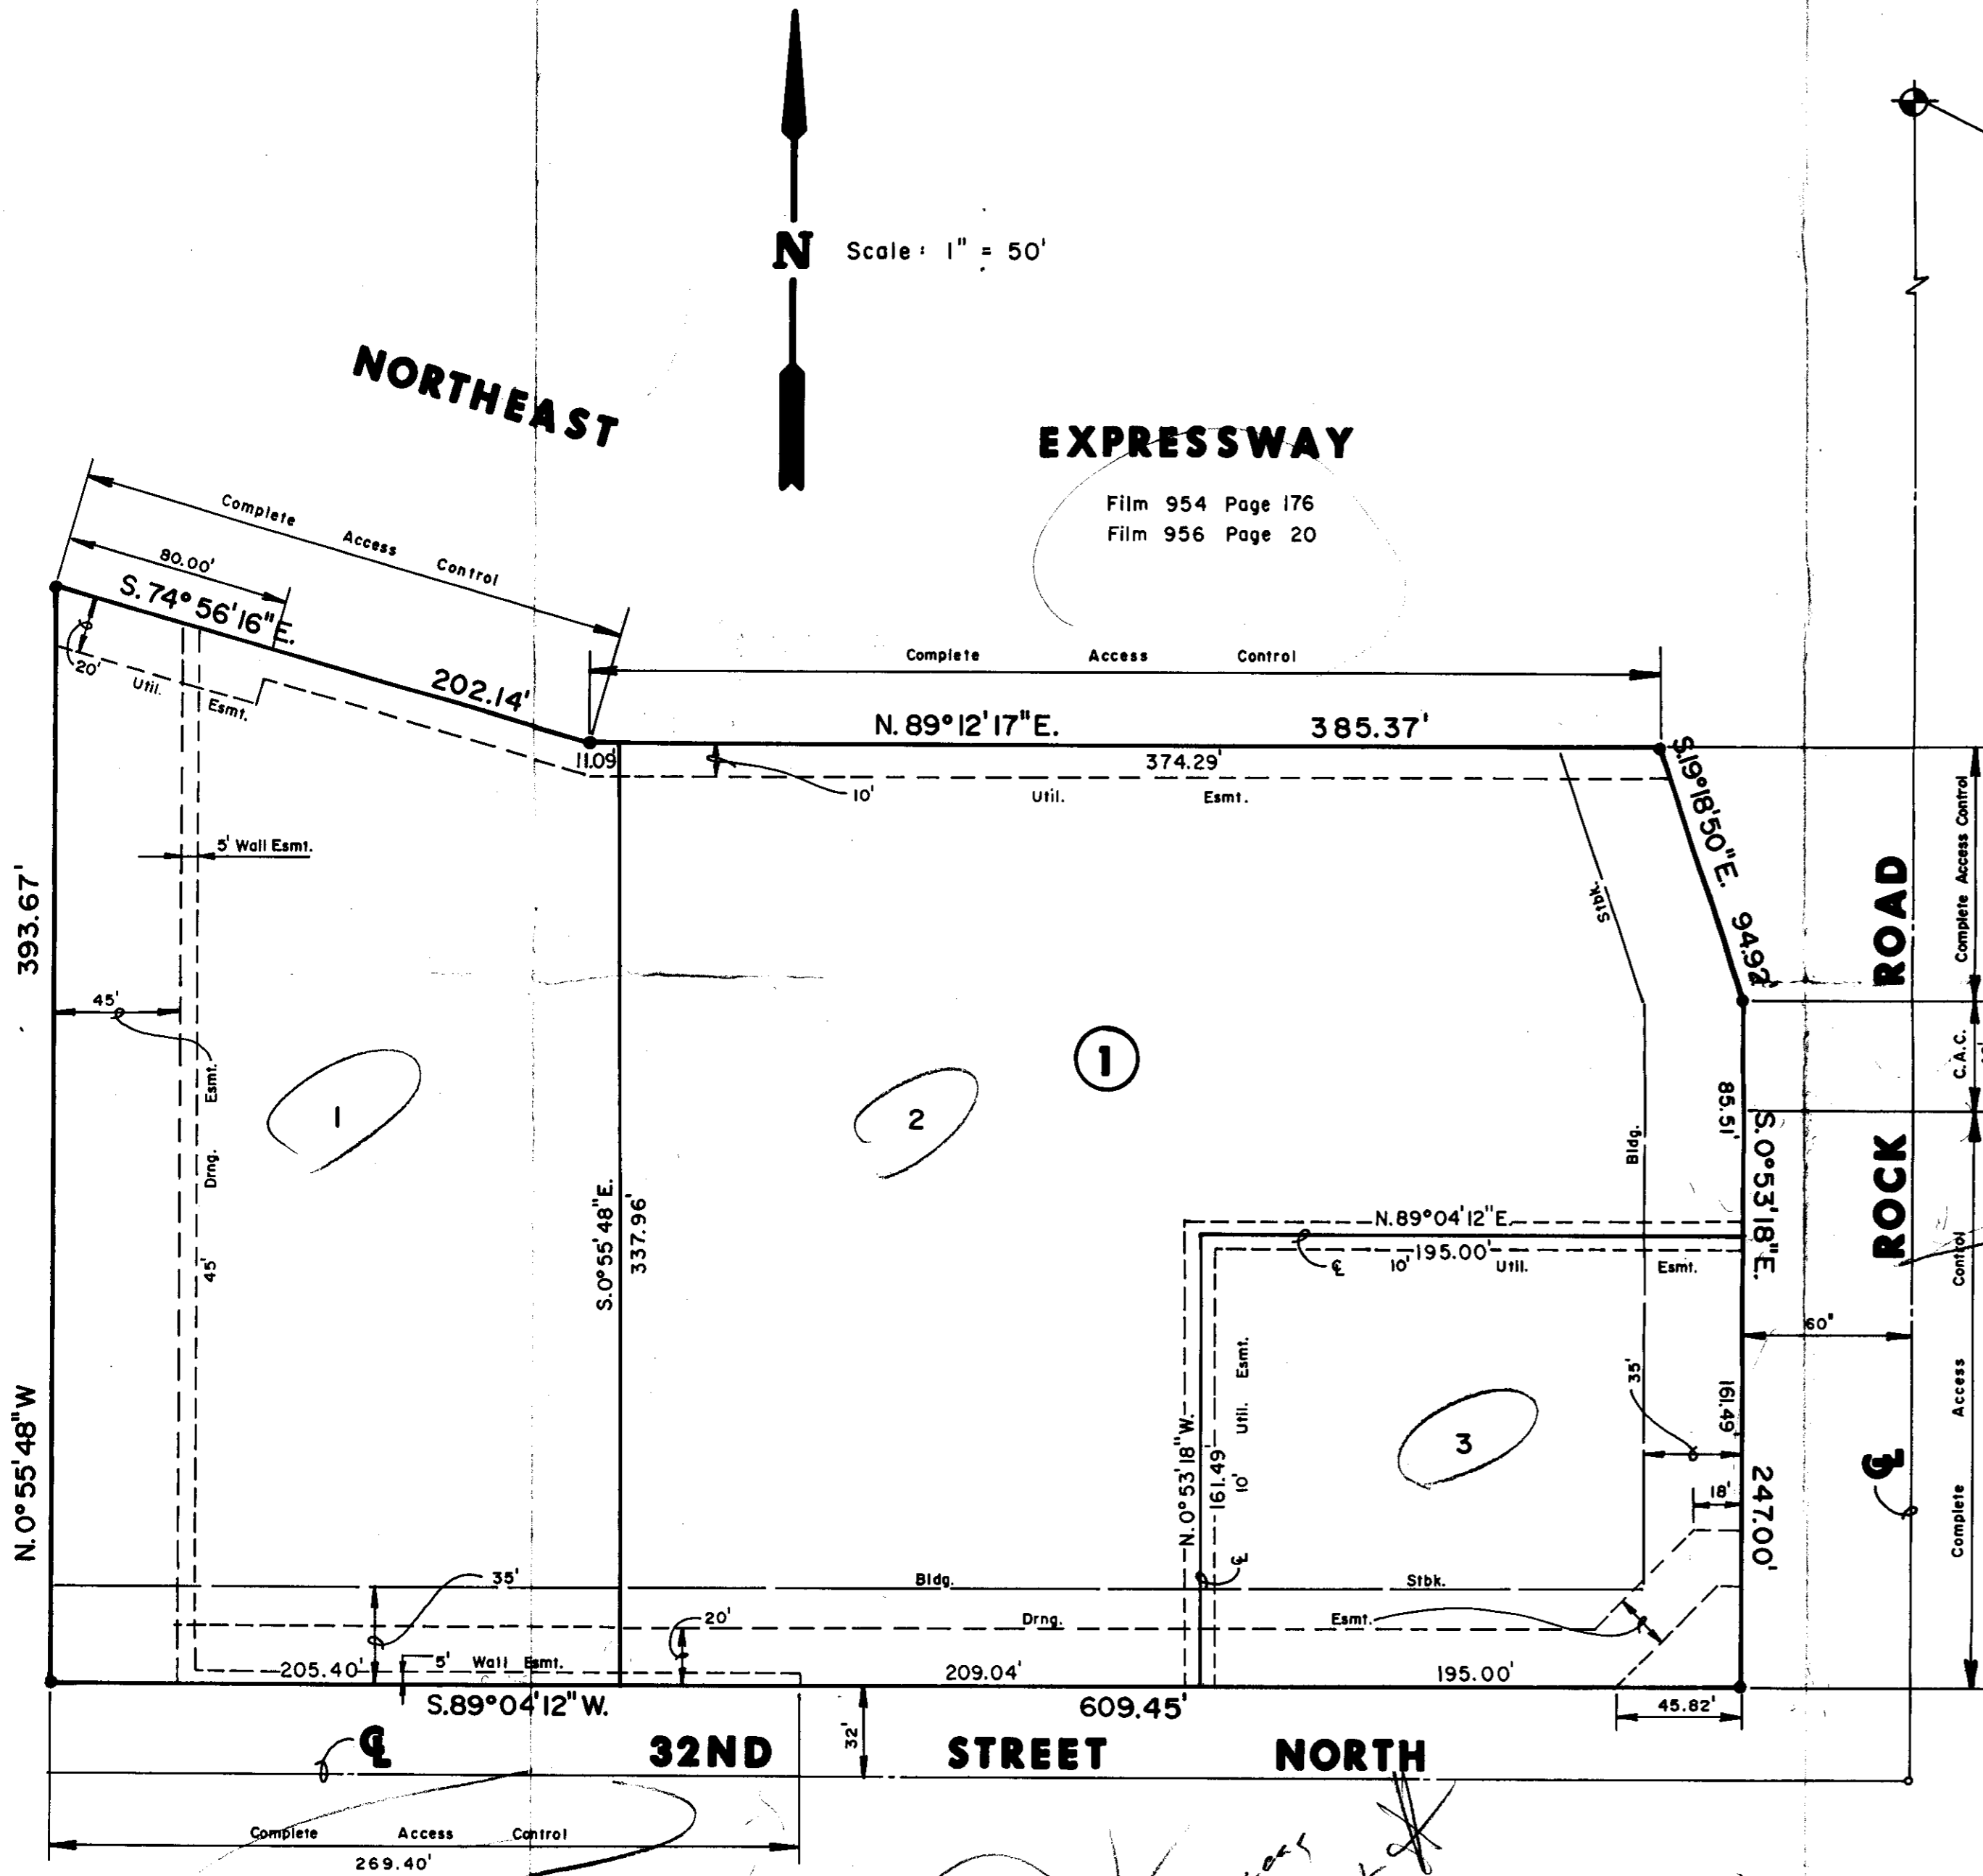 N Scale: 1" = 50'
NORTHEAST
EXPRESSWAY
Film 954 Page 176
Film 956 Page 20
Complete Access Control
80.00'
S. 74° 56' 16" E.
202.14'
20'
Util. Esmt.
Complete Access Control
N. 89° 12' 17" E. 385.37'
11.09'
374.29'
10'
Util. Esmt.
S. 19° 18' 50" E. 94.92'
Complete Access Control
ROCK ROAD
C.A.C.
5' Wall Esmt.
393.67'
N. 0° 55' 48" W
45'
45' Drng. Esmt.
1
2
1
S. 0° 55' 48" E.
337.96'
Bldg. Stbk.
85.51'
S. 0° 53' 18" E.
247.00'
N. 89° 04' 12" E.
195.00'
℄ 10' Util. Esmt.
60"
Complete Access Control
N. 0° 53' 18" W.
161.49'
10' Util. Esmt.
℄
3
35'
161.49'
18'
℄
35'
Bldg. Stbk.
20'
Drng. Esmt.
5' Wall Esmt.
205.40'
209.04'
195.00'
S. 89° 04' 12" W.
609.45'
45.82'
32'
℄ 32ND STREET NORTH
Complete Access Control
269.40'